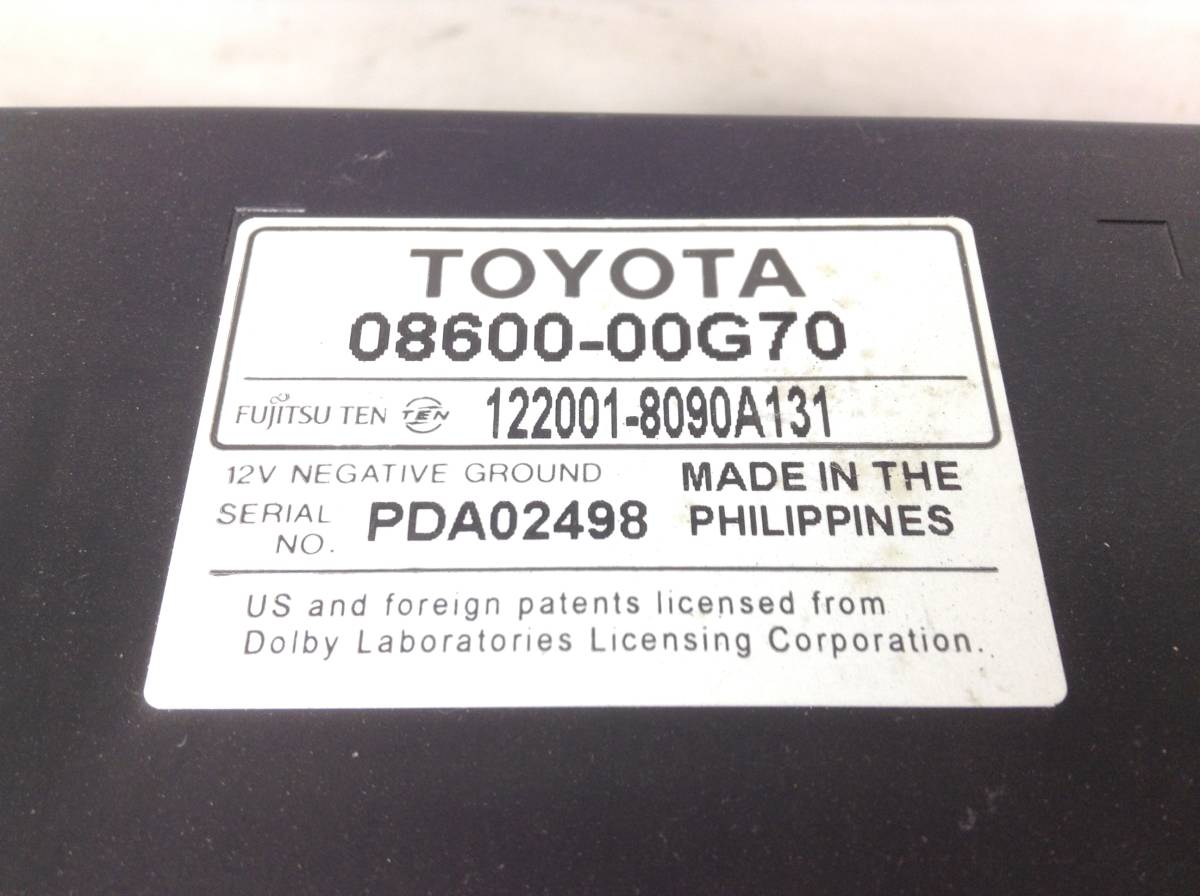 TOYOTA
08600-00G70
FUJITSU TEN TEN 122001-8090A131
12V NEGATIVE GROUND
SERIAL NO. PDA02498
MADE IN THE
PHILIPPINES
US and foreign patents licensed from
Dolby Laboratories Licensing Corporation.